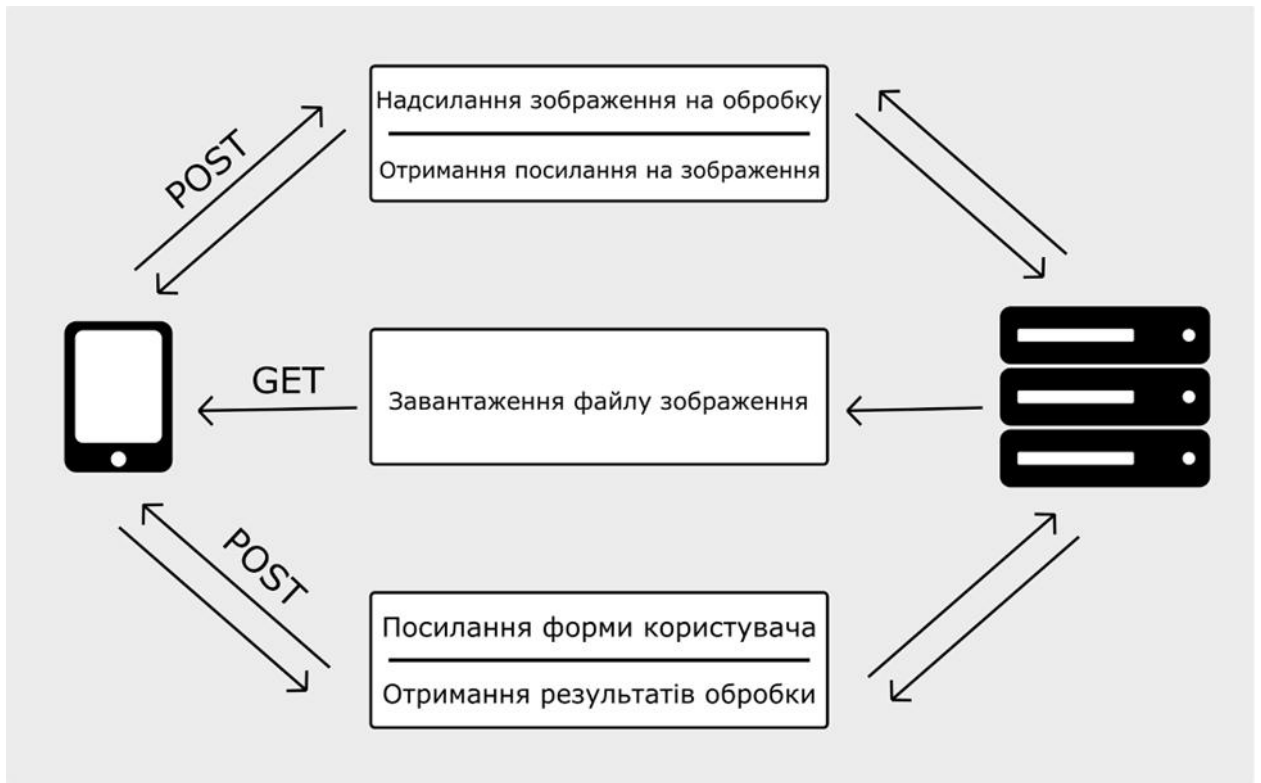 POST
Надсилання зображення на обробку
Отримання посилання на зображення
GET
Завантаження файлу зображення
POST
Посилання форми користувача
Отримання результатів обробки